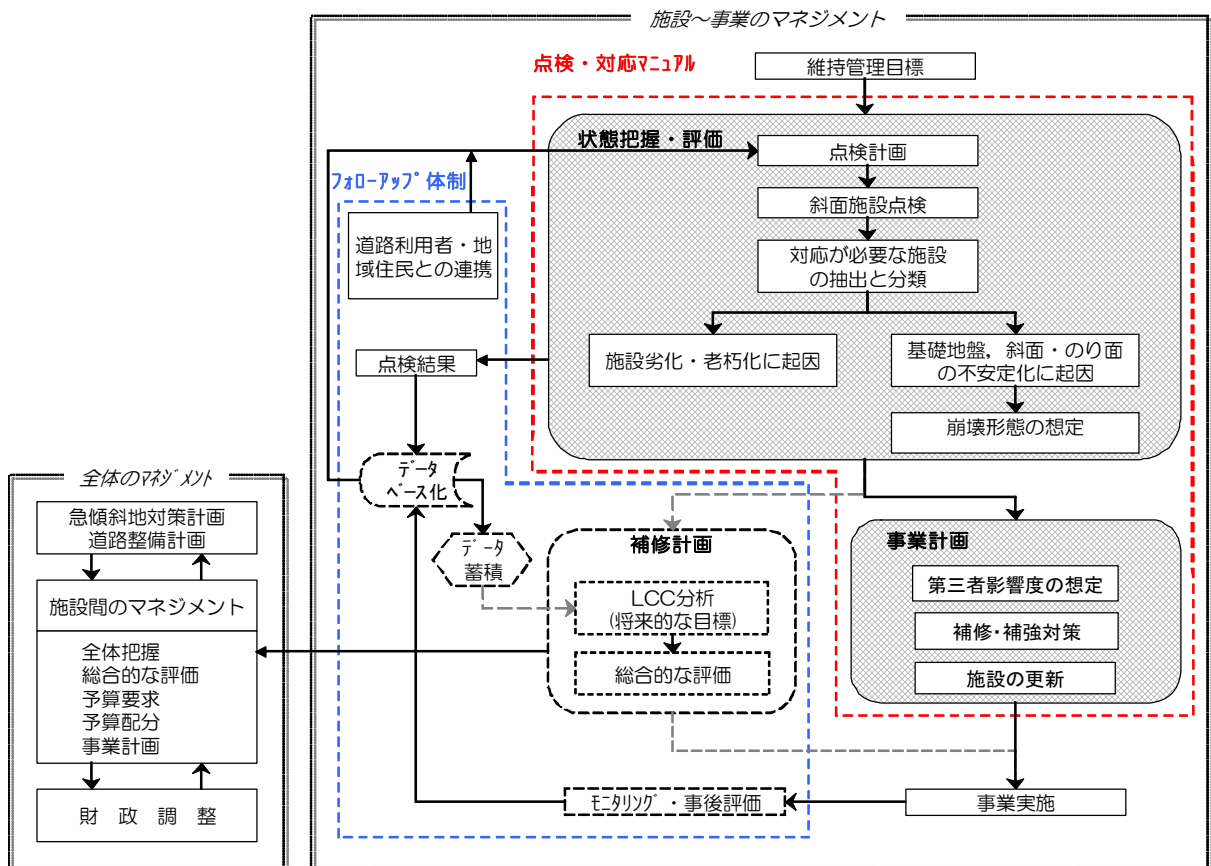 施設～事業のマネジメント
点検・対応ﾏﾆｭｱﾙ
維持管理目標
状態把握・評価
点検計画
斜面施設点検
対応が必要な施設
の抽出と分類
施設劣化・老朽化に起因
基礎地盤，斜面・のり面
の不安定化に起因
崩壊形態の想定
ﾌｫﾛｰｱｯﾌﾟ体制
道路利用者・地
域住民との連携
点検結果
ﾃﾞｰﾀ
ﾍﾞｰｽ化
ﾃﾞｰﾀ
蓄積
補修計画
LCC分析
(将来的な目標)
総合的な評価
事業計画
第三者影響度の想定
補修・補強対策
施設の更新
事業実施
ﾓﾆﾀﾘﾝｸﾞ・事後評価
全体のﾏﾈｼﾞﾒﾝﾄ
急傾斜地対策計画
道路整備計画
施設間のマネジメント
全体把握
総合的な評価
予算要求
予算配分
事業計画
財　政　調　整